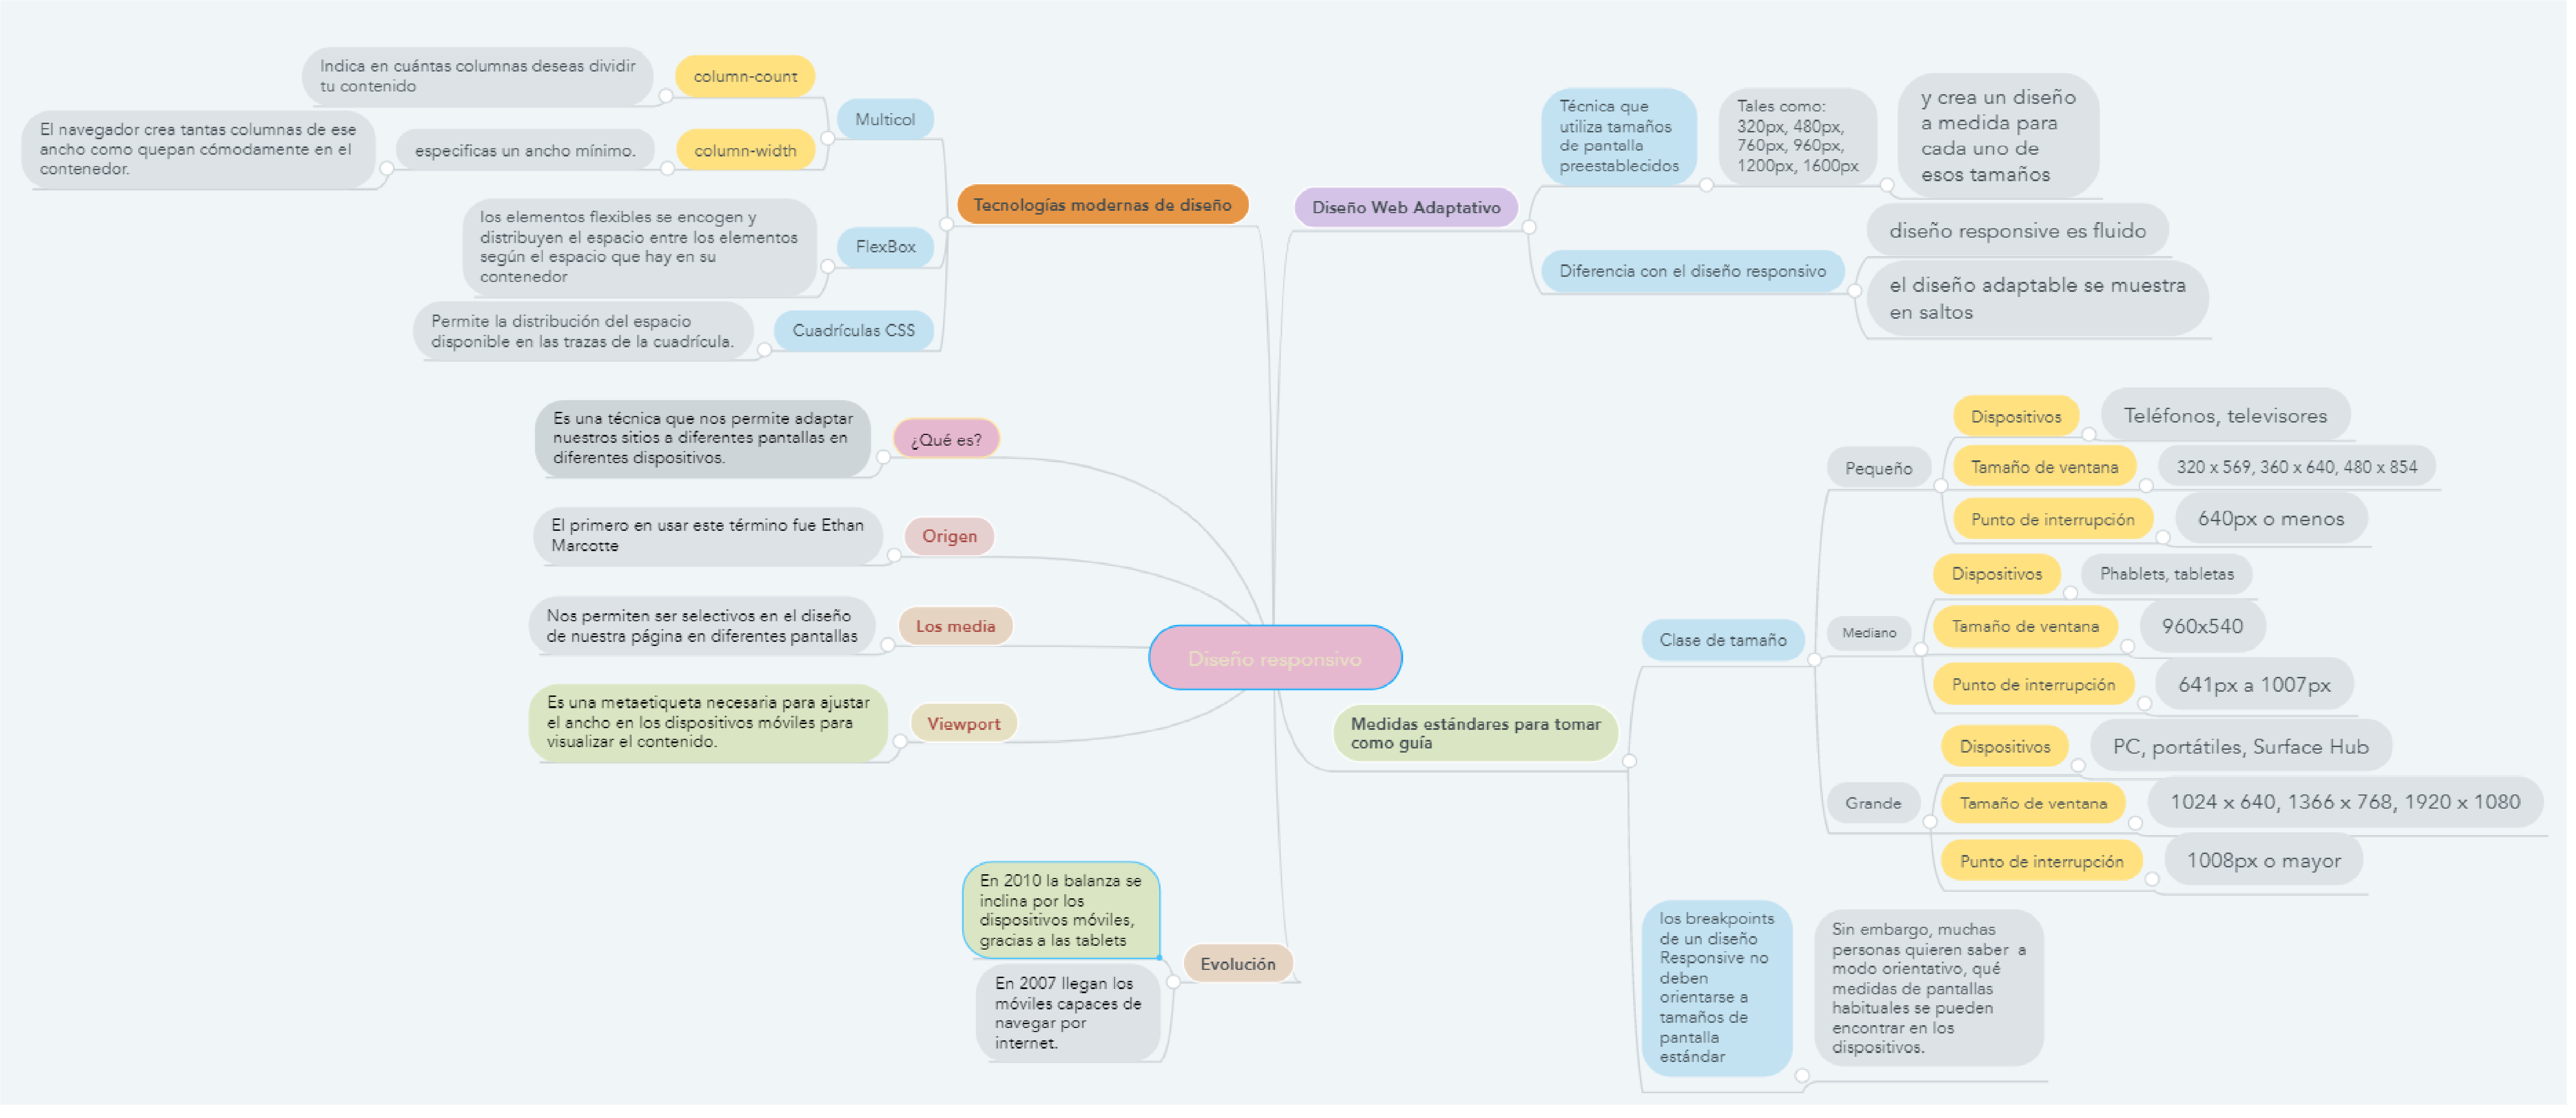 Diseño responsivo
Tecnologías modernas de diseño
Multicol
column-count
Indica en cuántas columnas deseas dividir
tu contenido
column-width
especificas un ancho mínimo.
El navegador crea tantas columnas de ese
ancho como quepan cómodamente en el
contenedor.
FlexBox
los elementos flexibles se encogen y
distribuyen el espacio entre los elementos
según el espacio que hay en su
contenedor
Cuadrículas CSS
Permite la distribución del espacio
disponible en las trazas de la cuadrícula.
¿Qué es?
Es una técnica que nos permite adaptar
nuestros sitios a diferentes pantallas en
diferentes dispositivos.
Origen
El primero en usar este término fue Ethan
Marcotte
Los media
Nos permiten ser selectivos en el diseño
de nuestra página en diferentes pantallas
Viewport
Es una metaetiqueta necesaria para ajustar
el ancho en los dispositivos móviles para
visualizar el contenido.
Evolución
En 2010 la balanza se
inclina por los
dispositivos móviles,
gracias a las tablets
En 2007 llegan los
móviles capaces de
navegar por
internet.
Diseño Web Adaptativo
Técnica que
utiliza tamaños
de pantalla
preestablecidos
Tales como:
320px, 480px,
760px, 960px,
1200px, 1600px
y crea un diseño
a medida para
cada uno de
esos tamaños
Diferencia con el diseño responsivo
diseño responsive es fluido
el diseño adaptable se muestra
en saltos
Medidas estándares para tomar
como guía
Clase de tamaño
Pequeño
Dispositivos
Teléfonos, televisores
Tamaño de ventana
320 x 569, 360 x 640, 480 x 854
Punto de interrupción
640px o menos
Mediano
Dispositivos
Phablets, tabletas
Tamaño de ventana
960x540
Punto de interrupción
641px a 1007px
Grande
Dispositivos
PC, portátiles, Surface Hub
Tamaño de ventana
1024 x 640, 1366 x 768, 1920 x 1080
Punto de interrupción
1008px o mayor
los breakpoints
de un diseño
Responsive no
deben
orientarse a
tamaños de
pantalla
estándar
Sin embargo, muchas
personas quieren saber a
modo orientativo, qué
medidas de pantallas
habituales se pueden
encontrar en los
dispositivos.